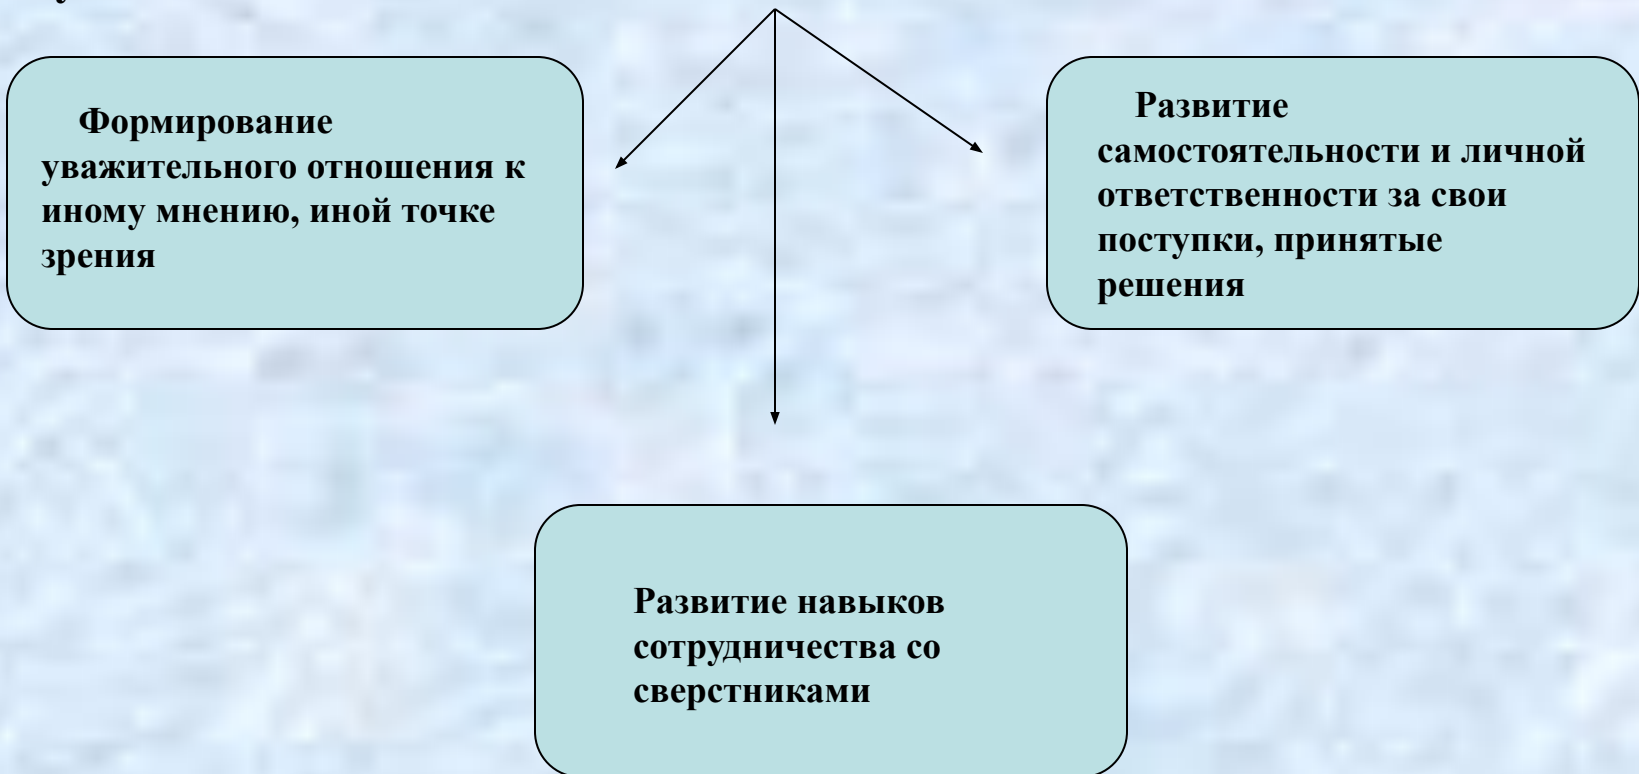 Формирование
уважительного отношения к
иному мнению, иной точке
зрения
Развитие
самостоятельности и личной
ответственности за свои
поступки, принятые
решения
Развитие навыков
сотрудничества со
сверстниками